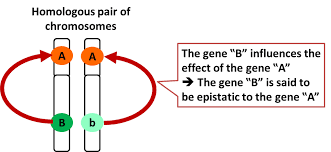 Homologous pair of
chromosomes
A
A
B
b
The gene “B” influences the
effect of the gene “A”
➔ The gene “B” is said to
be epistatic to the gene “A”